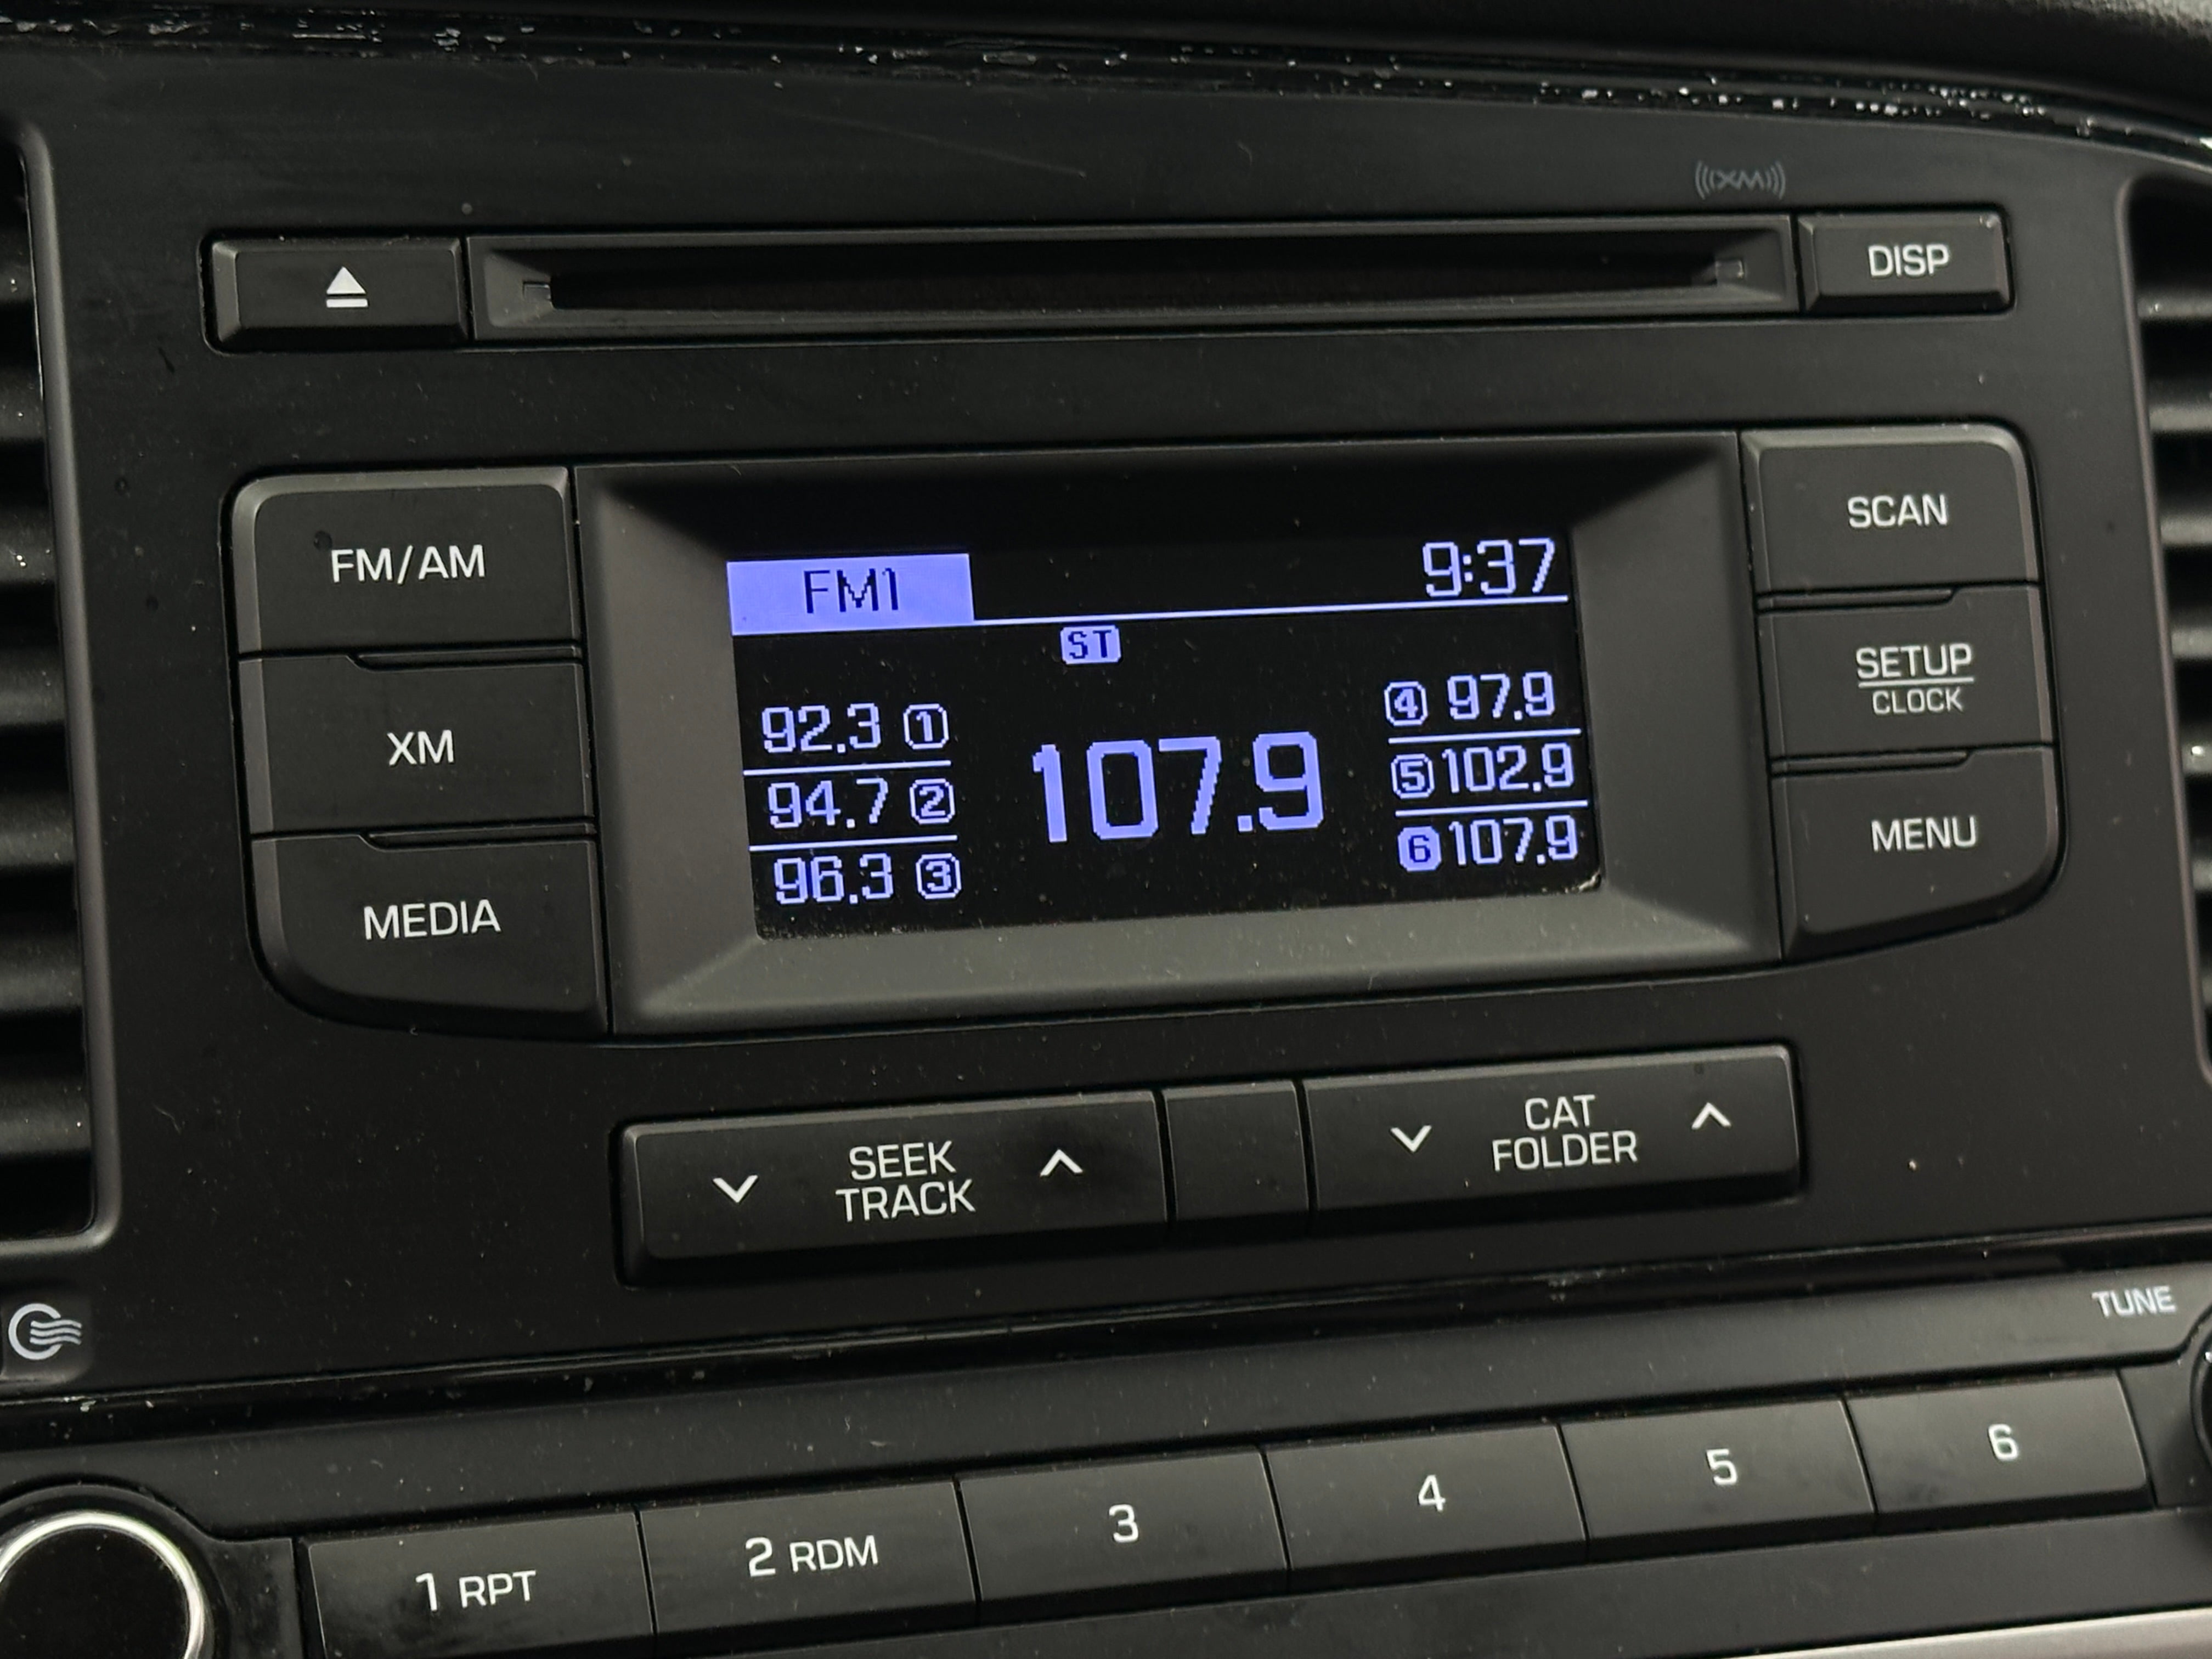 ((XM))
DISP
FM/AM
XM
MEDIA
FM1
9:37
ST
92.3 1
94.7 2
96.3 3
107.9
4 97.9
5 102.9
6 107.9
SCAN
SETUP
CLOCK
MENU
SEEK
TRACK
CAT
FOLDER
TUNE
1 RPT
2 RDM
3
4
5
6